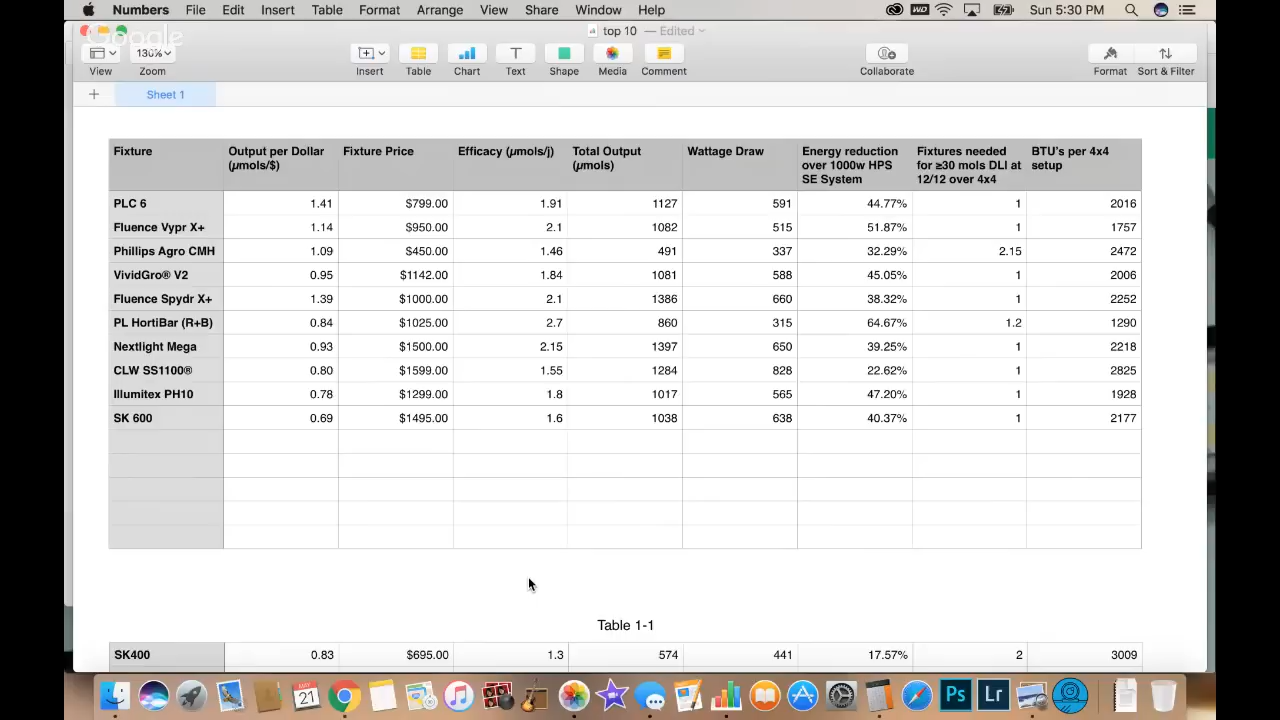 Numbers File Edit Insert Table Format Arrange View Share Window Help WD Sun 5:30 PM
Google
top 10 — Edited
130%
View Zoom Insert Table Chart Text Shape Media Comment Collaborate Format Sort & Filter
+ Sheet 1
Fixture Output per Dollar Fixture Price Efficacy (µmols/j) Total Output Wattage Draw Energy reduction Fixtures needed BTU's per 4x4
(µmols/$) (µmols) over 1000w HPS for ≥30 mols DLI at setup
SE System 12/12 over 4x4
PLC 6 1.41 $799.00 1.91 1127 591 44.77% 1 2016
Fluence Vypr X+ 1.14 $950.00 2.1 1082 515 51.87% 1 1757
Phillips Agro CMH 1.09 $450.00 1.46 491 337 32.29% 2.15 2472
VividGro® V2 0.95 $1142.00 1.84 1081 588 45.05% 1 2006
Fluence Spydr X+ 1.39 $1000.00 2.1 1386 660 38.32% 1 2252
PL HortiBar (R+B) 0.84 $1025.00 2.7 860 315 64.67% 1.2 1290
Nextlight Mega 0.93 $1500.00 2.15 1397 650 39.25% 1 2218
CLW SS1100® 0.80 $1599.00 1.55 1284 828 22.62% 1 2825
Illumitex PH10 0.78 $1299.00 1.8 1017 565 47.20% 1 1928
SK 600 0.69 $1495.00 1.6 1038 638 40.37% 1 2177
Table 1-1
SK400 0.83 $695.00 1.3 574 441 17.57% 2 3009
MAY
21
Ps Lr